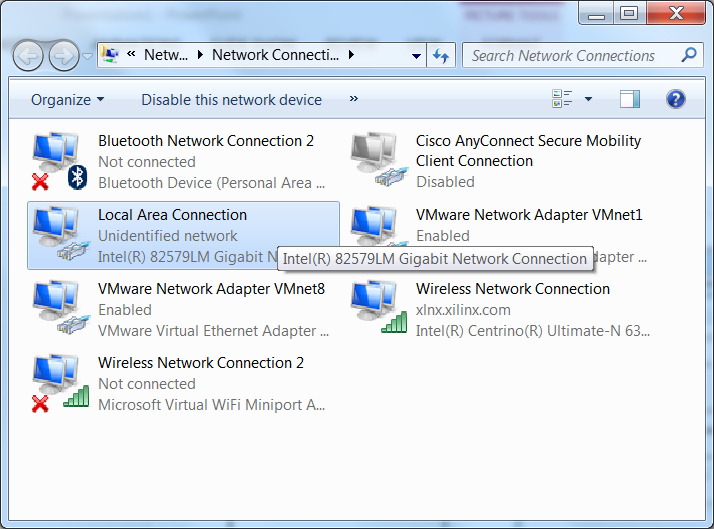 « Netw...
Network Connecti...
Search Network Connections
Organize
Disable this network device
»
Bluetooth Network Connection 2
Not connected
Bluetooth Device (Personal Area ...
Cisco AnyConnect Secure Mobility
Client Connection
Disabled
Local Area Connection
Unidentified network
Intel(R) 82579LM Gigabit N
Intel(R) 82579LM Gigabit Network Connection
VMware Network Adapter VMnet1
Enabled
dapter ...
VMware Network Adapter VMnet8
Enabled
VMware Virtual Ethernet Adapter ...
Wireless Network Connection
xlnx.xilinx.com
Intel(R) Centrino(R) Ultimate-N 63...
Wireless Network Connection 2
Not connected
Microsoft Virtual WiFi Miniport A...